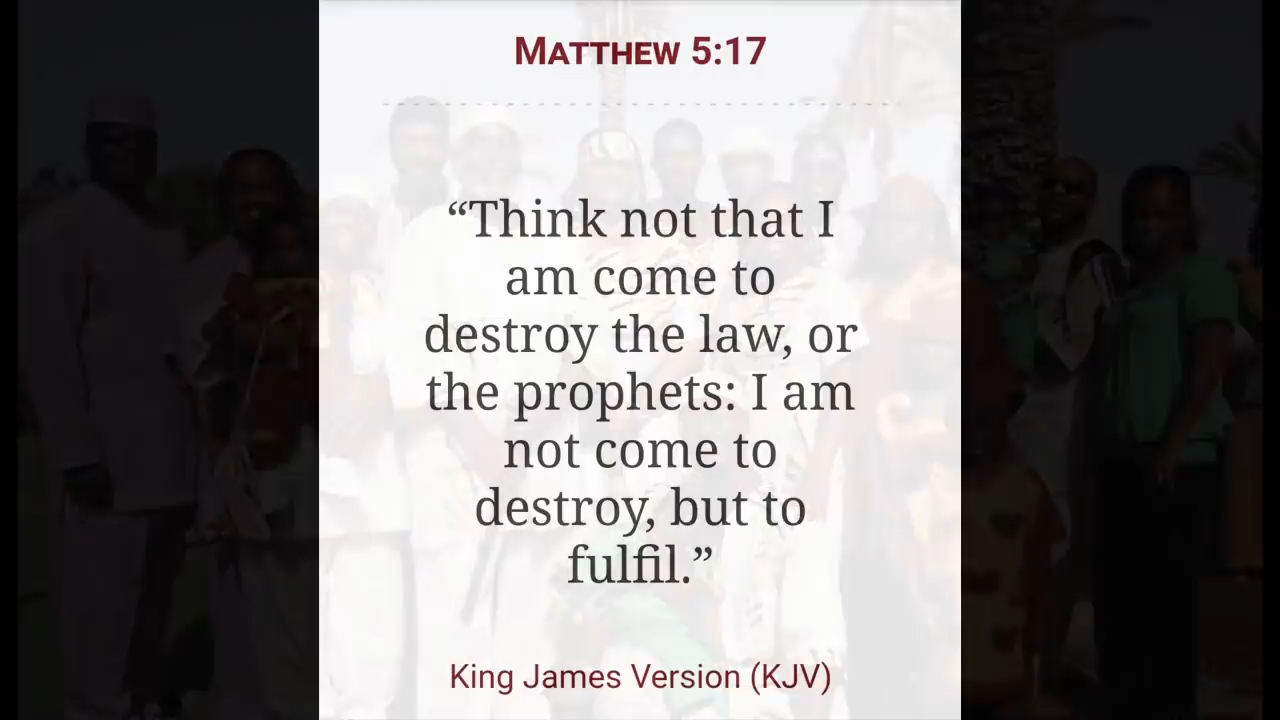 Matthew 5:17
“Think not that I
am come to
destroy the law, or
the prophets: I am
not come to
destroy, but to
fulfil.”
King James Version (KJV)